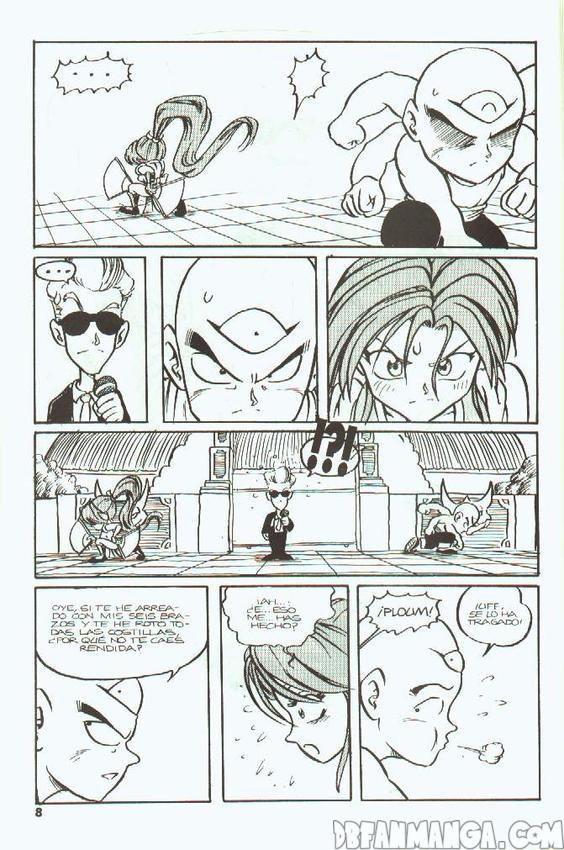 ...
...
!?!
OYE, SI TE HE ARREA-
DO CON MIS SEIS BRA-
ZOS Y TE HE ROTO TO-
DAS LAS COSTILLAS,
¿POR QUÉ NO TE CAES
RENDIDA?
¡AH...
¿E...ESO
ME...HAS
HECHO?
¡PLOUM!
¡UFF,
SE LO HA
TRAGADO!
8
DBFANMANGA.COM